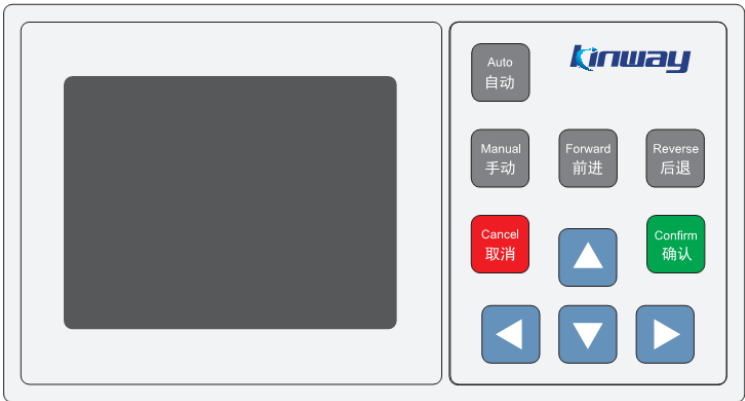 Auto
自动
Kinway
Manual
手动
Forward
前进
Reverse
后退
Cancel
取消
Confirm
确认